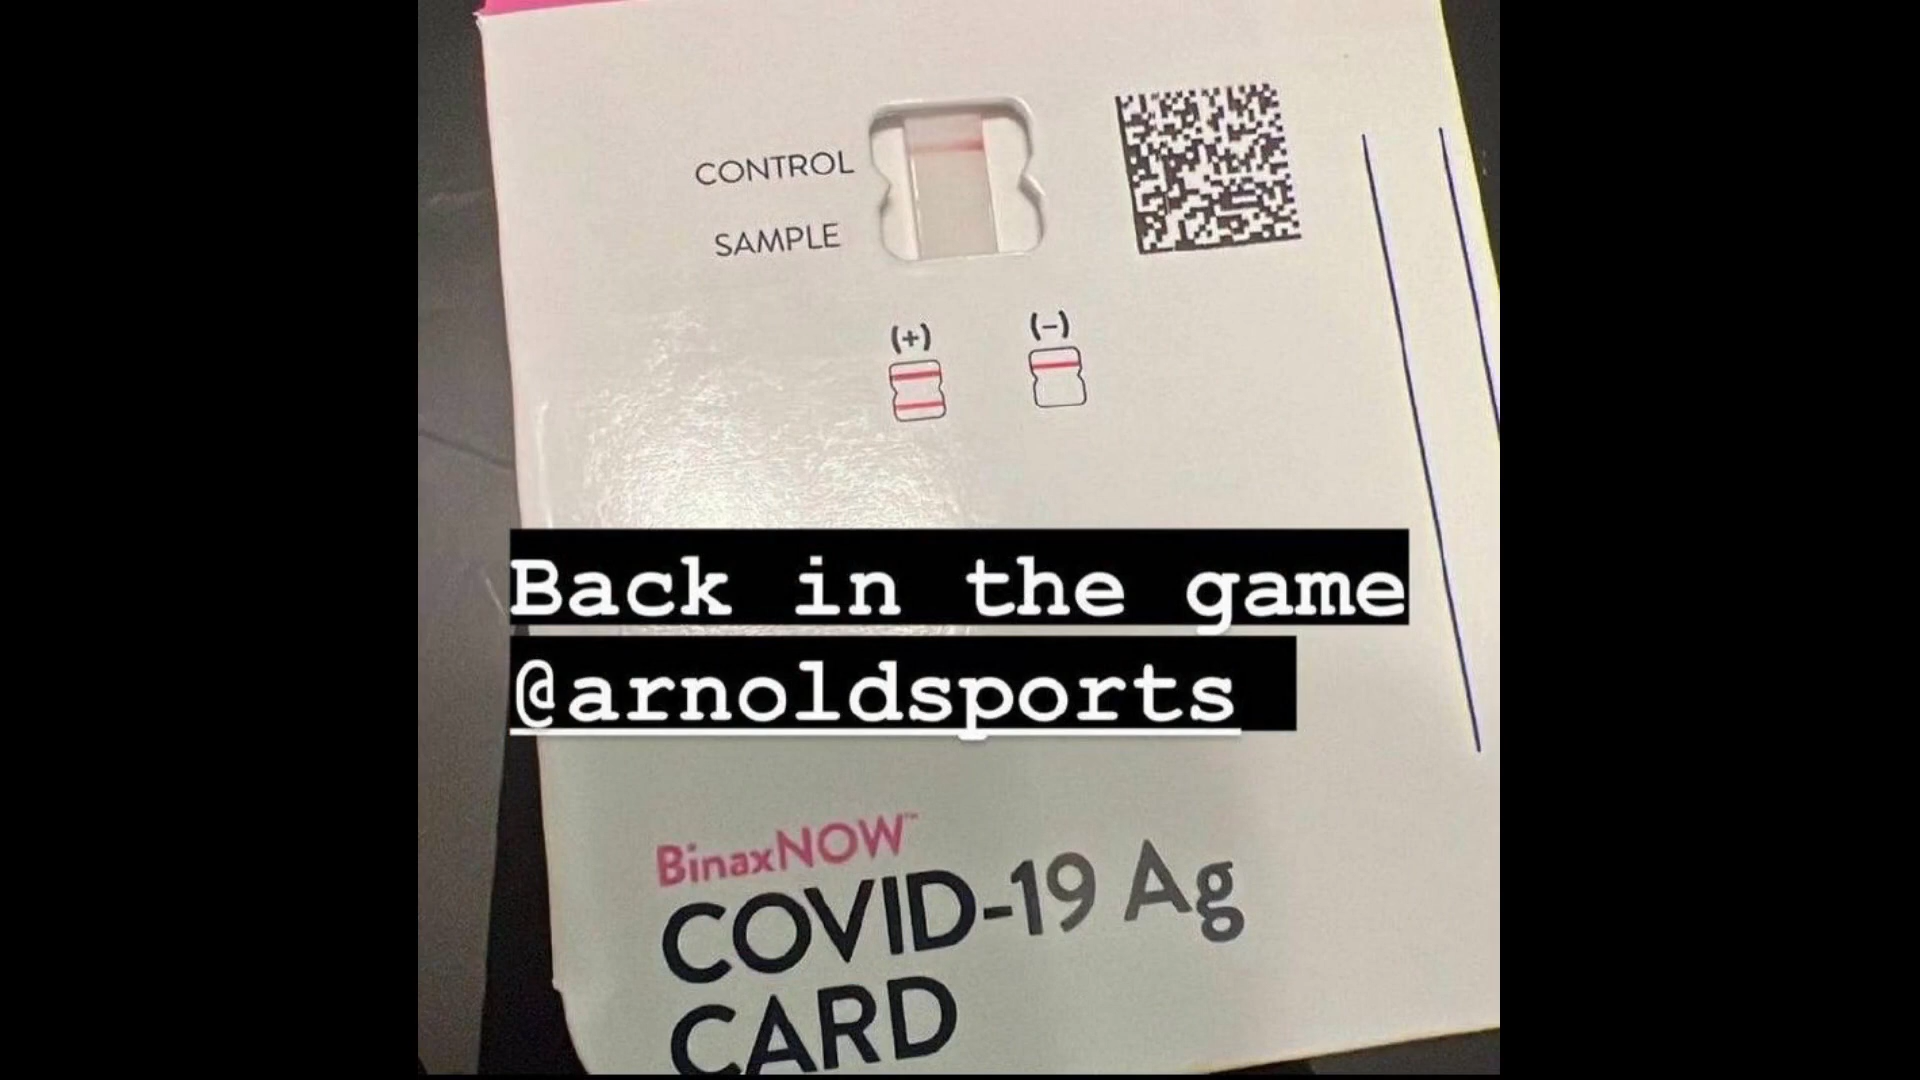 CONTROL
SAMPLE
(+) (-)
Back in the game
@arnoldsports
BinaxNOW™
COVID-19 Ag
CARD